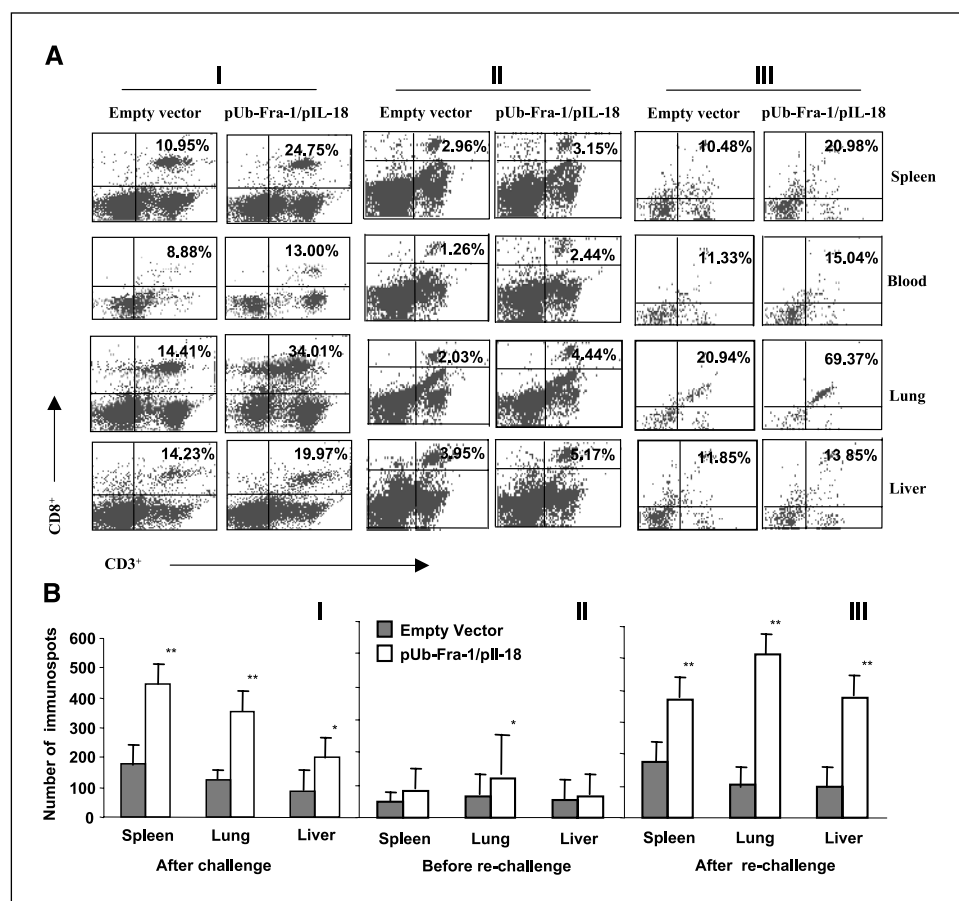 A
I II III
Empty vector pUb-Fra-1/pIL-18 Empty vector pUb-Fra-1/pIL-18 Empty vector pUb-Fra-1/pIL-18
10.95% 24.75% 2.96% 3.15% 10.48% 20.98% Spleen
8.88% 13.00% 1.26% 2.44% 11.33% 15.04% Blood
14.41% 34.01% 2.03% 4.44% 20.94% 69.37% Lung
14.23% 19.97% 3.95% 5.17% 11.85% 13.85% Liver
CD8+
CD3+
B
I II III
Empty Vector
pUb-Fra-1/pIl-18
Number of immunospots
600
500
400
300
200
100
0
** ** * * ** ** **
Spleen Lung Liver Spleen Lung Liver Spleen Lung Liver
After challenge Before re-challenge After re-challenge